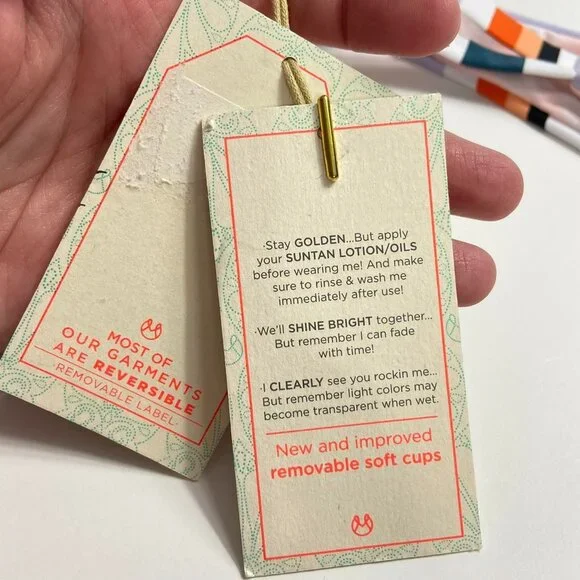 MOST OF
OUR GARMENTS
ARE REVERSIBLE
REMOVABLE LABEL·
·Stay GOLDEN...But apply
your SUNTAN LOTION/OILS
before wearing me! And make
sure to rinse & wash me
immediately after use!
·We'll SHINE BRIGHT together...
But remember I can fade
with time!
·I CLEARLY see you rockin me...
But remember light colors may
become transparent when wet.
New and improved
removable soft cups